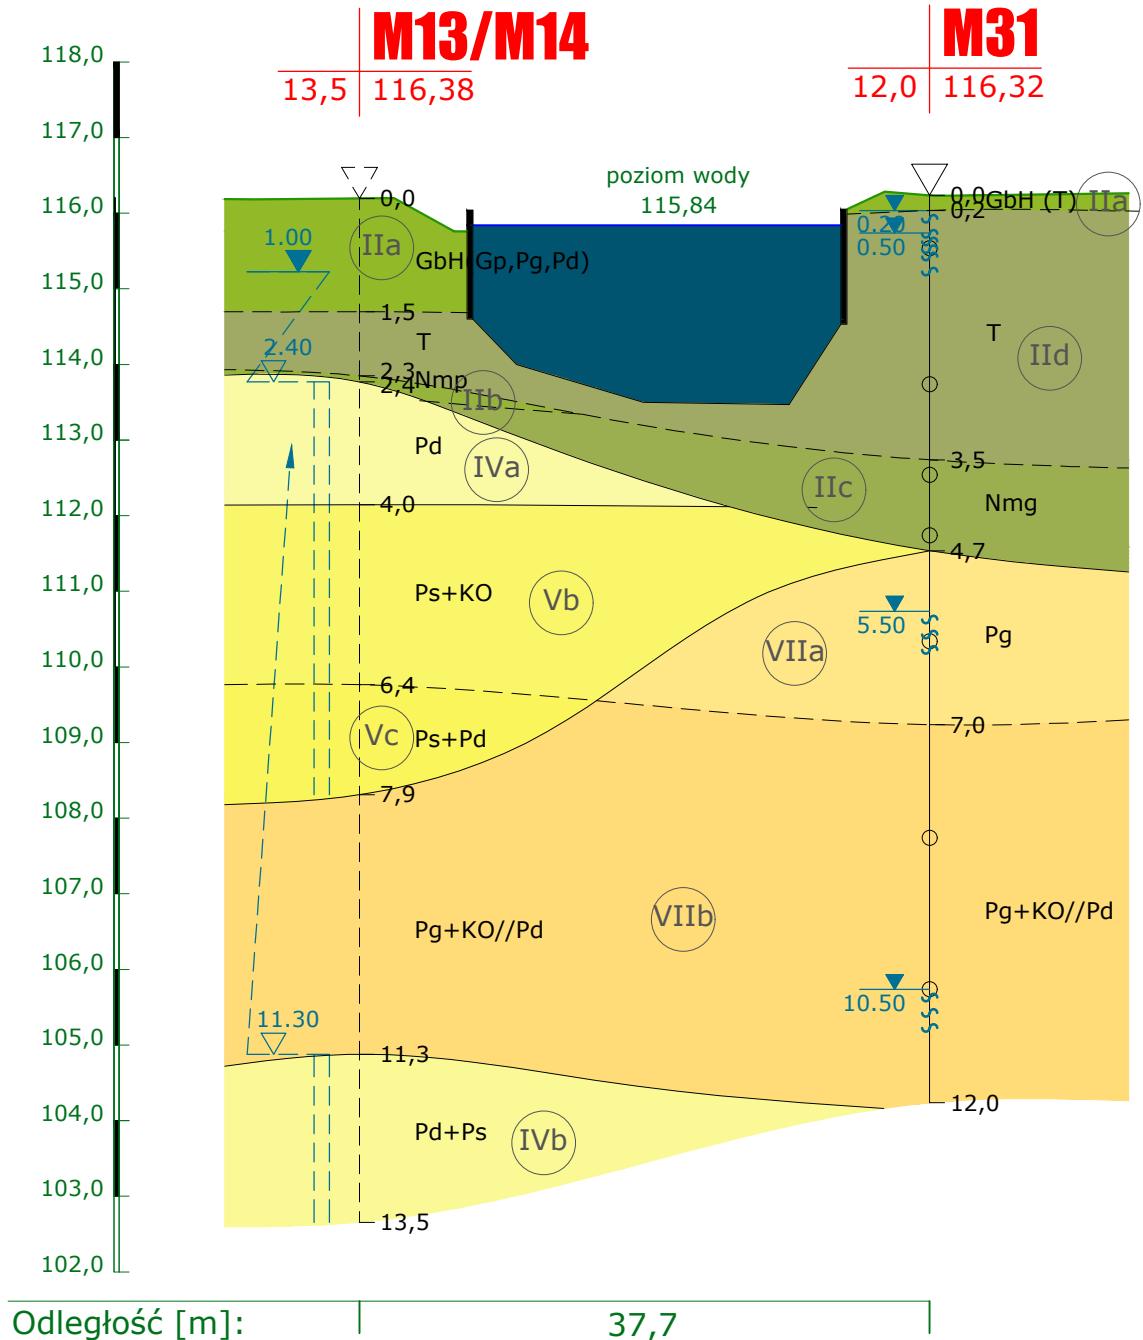 M13/M14
M31
118,0
13,5
116,38
12,0
116,32
117,0
116,0
115,0
114,0
113,0
112,0
111,0
110,0
109,0
108,0
107,0
106,0
105,0
104,0
103,0
102,0
poziom wody
115,84
0,0
IIa
GbH(Gp,Pg,Pd)
1.00
1,5
T
2.40
2,3
2,4
Nmp
IIb
Pd
IVa
4,0
Ps+KO
Vb
6,4
Vc
Ps+Pd
7,9
Pg+KO//Pd
VIIb
11.30
11,3
Pd+Ps
IVb
13,5
0,0
GbH (T)
IIa
0,2
0.20
0.50
T
IId
3,5
IIc
Nmg
4,7
5.50
Pg
VIIa
7,0
Pg+KO//Pd
10.50
12,0
Odległość [m]:
37,7